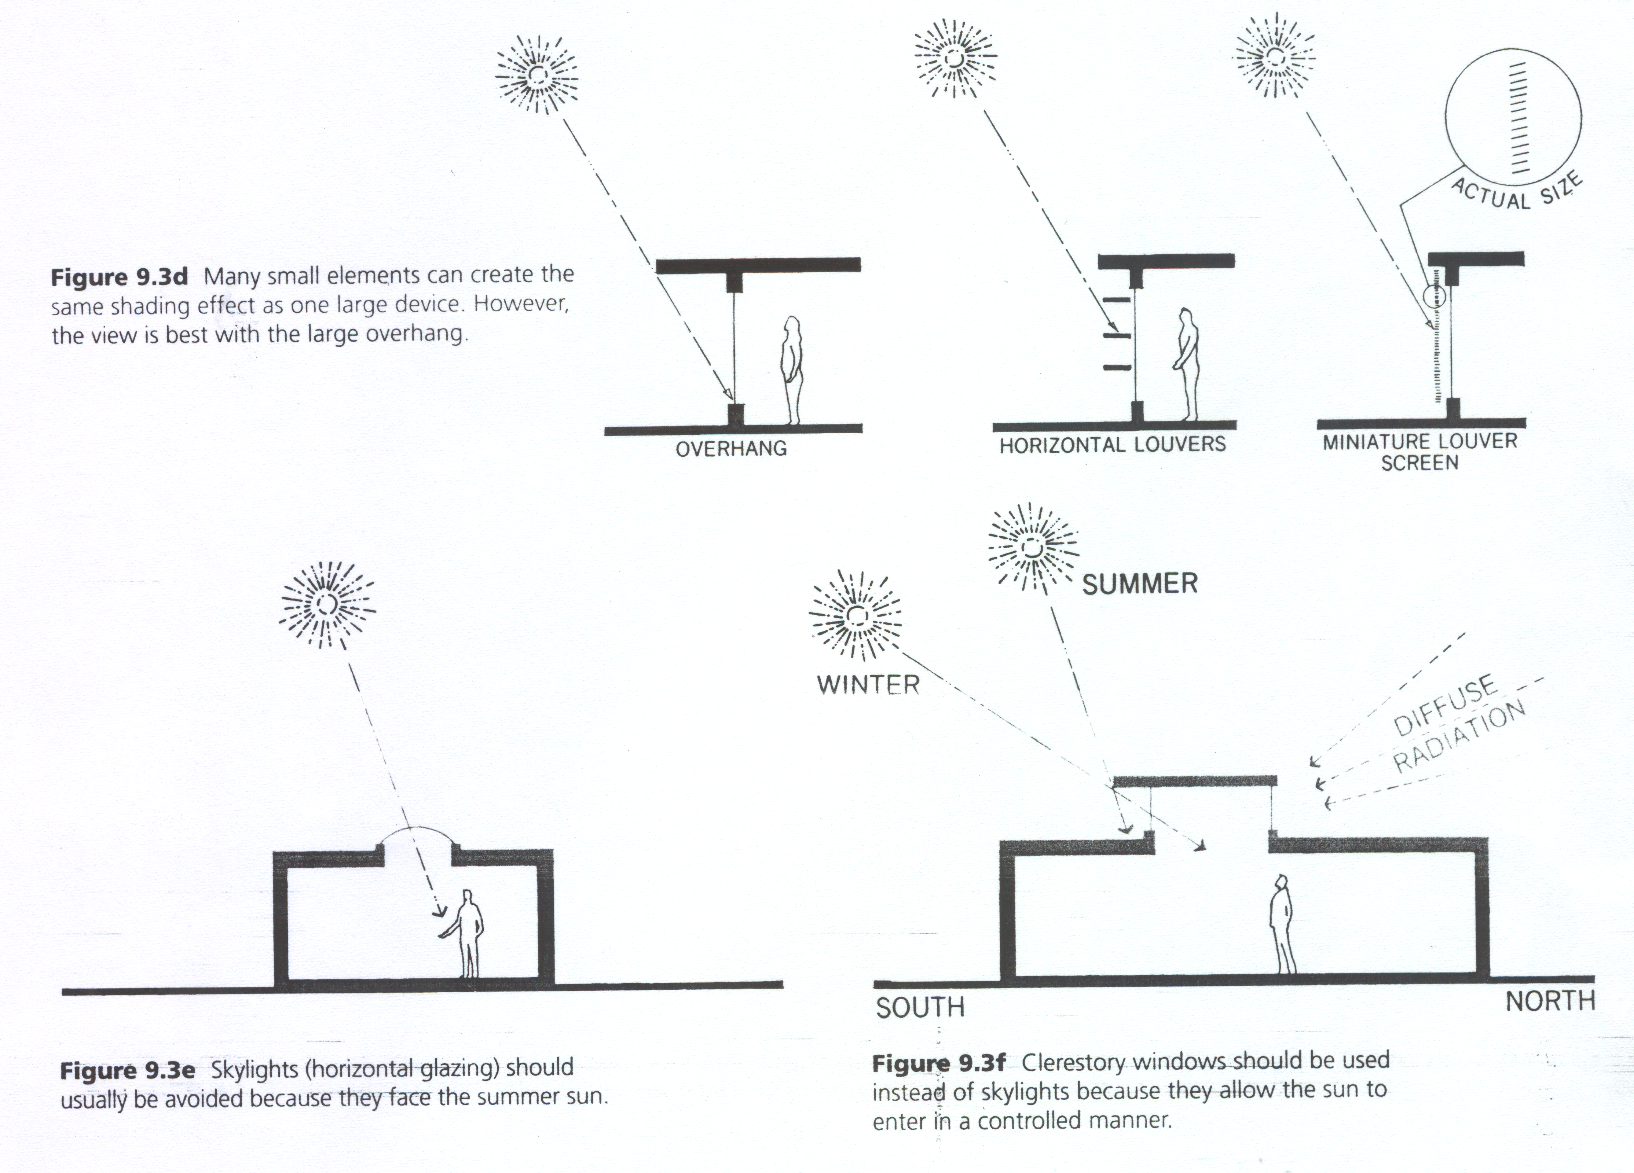 ACTUAL SIZE
Figure 9.3d Many small elements can create the
same shading effect as one large device. However,
the view is best with the large overhang.
OVERHANG
HORIZONTAL LOUVERS
MINIATURE LOUVER
SCREEN
SUMMER
WINTER
DIFFUSE
RADIATION
SOUTH
NORTH
Figure 9.3e Skylights (horizontal glazing) should
usually be avoided because they face the summer sun.
Figure 9.3f Clerestory windows should be used
instead of skylights because they allow the sun to
enter in a controlled manner.